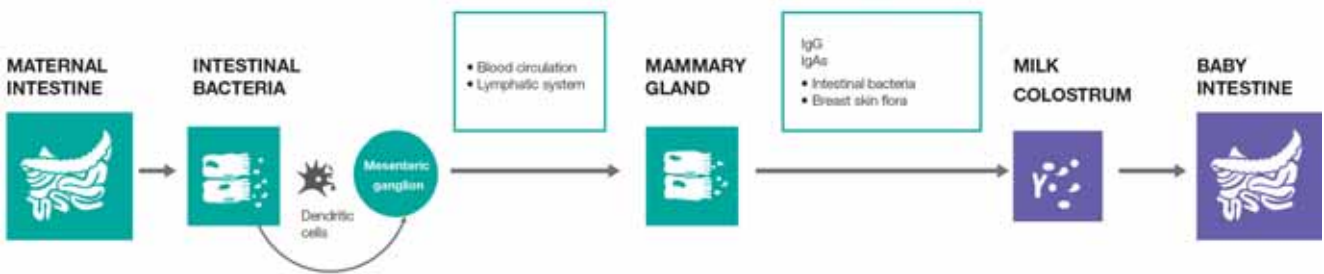 MATERNAL
INTESTINE
INTESTINAL
BACTERIA
Dendritic
cells
Mesenteric
ganglion
• Blood circulation
• Lymphatic system
MAMMARY
GLAND
IgG
IgAs
• Intestinal bacteria
• Breast skin flora
MILK
COLOSTRUM
BABY
INTESTINE